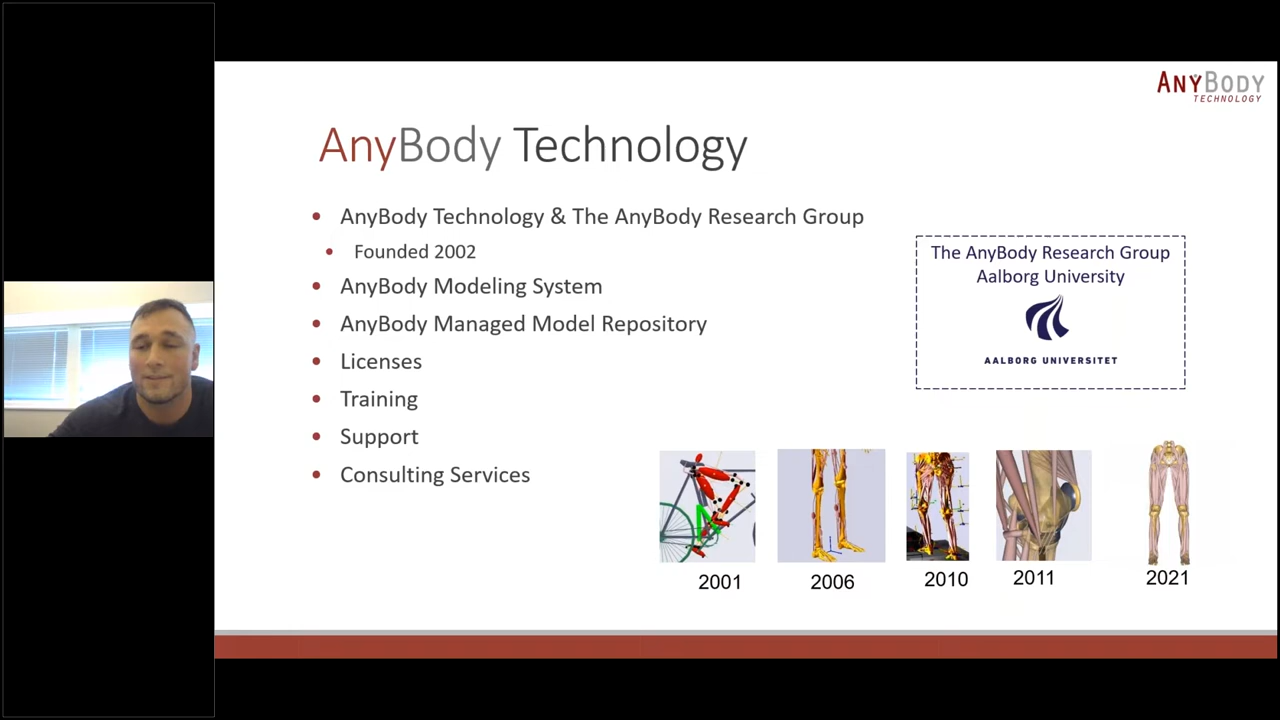 ANYBODY
TECHNOLOGY
AnyBody Technology
• AnyBody Technology & The AnyBody Research Group
• Founded 2002
• AnyBody Modeling System
• AnyBody Managed Model Repository
• Licenses
• Training
• Support
• Consulting Services
The AnyBody Research Group
Aalborg University
AALBORG UNIVERSITET
2001
2006
2010
2011
2021